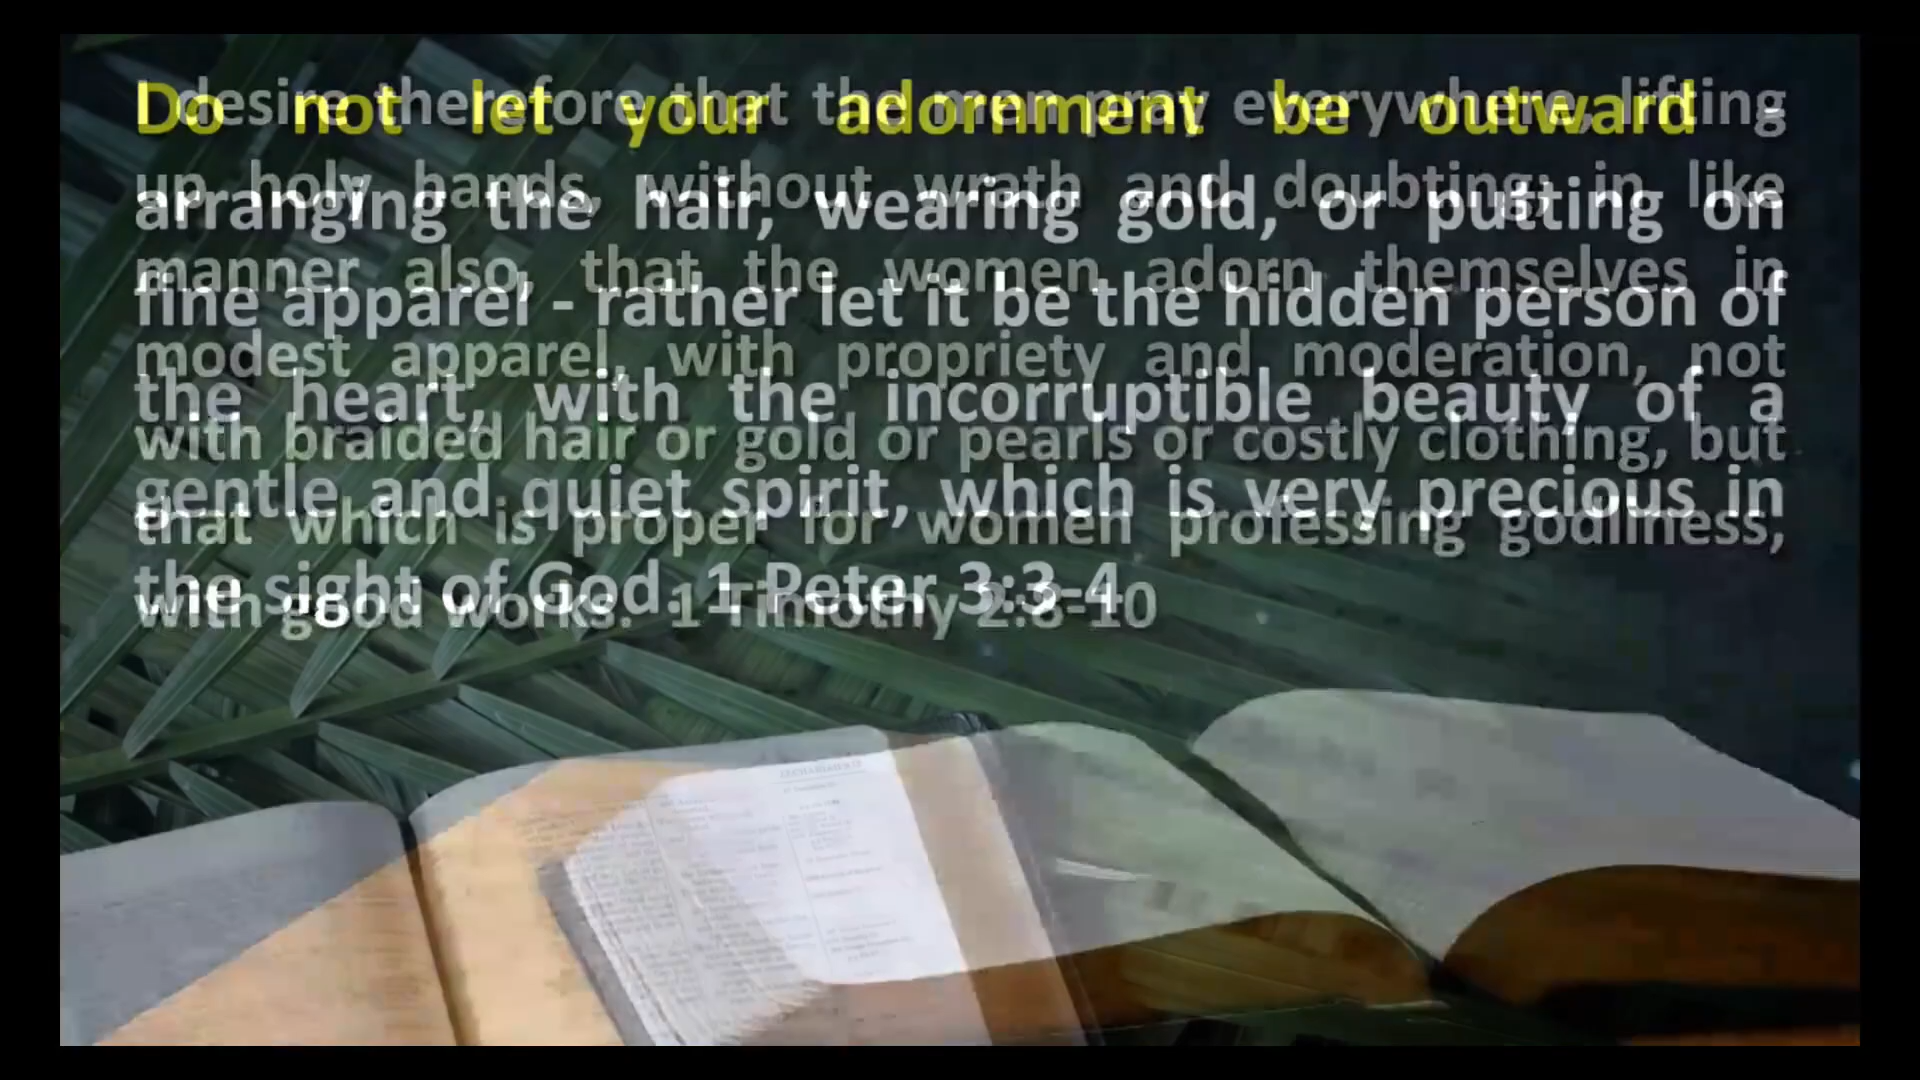 Do not let your adornment be outward -
arranging the hair, wearing gold, or putting on
fine apparel - rather let it be the hidden person of
the heart, with the incorruptible beauty of a
gentle and quiet spirit, which is very precious in
the sight of God. 1 Peter 3:3-4
I desire therefore that the men pray everywhere, lifting
up holy hands, without wrath and doubting; in like
manner also, that the women adorn themselves in
modest apparel, with propriety and moderation, not
with braided hair or gold or pearls or costly clothing, but
that which is proper for women professing godliness,
with good works. 1 Timothy 2:8-10